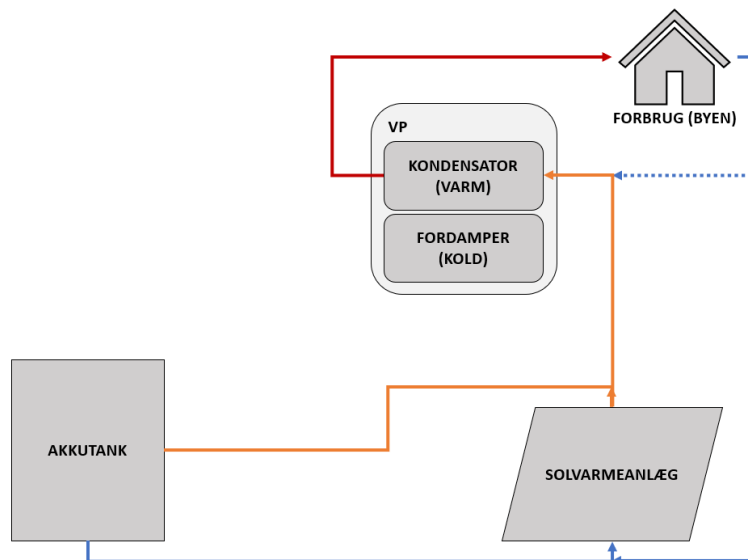 FORBRUG (BYEN)
VP
KONDENSATOR
(VARM)
FORDAMPER
(KOLD)
AKKUTANK
SOLVARMEANLÆG